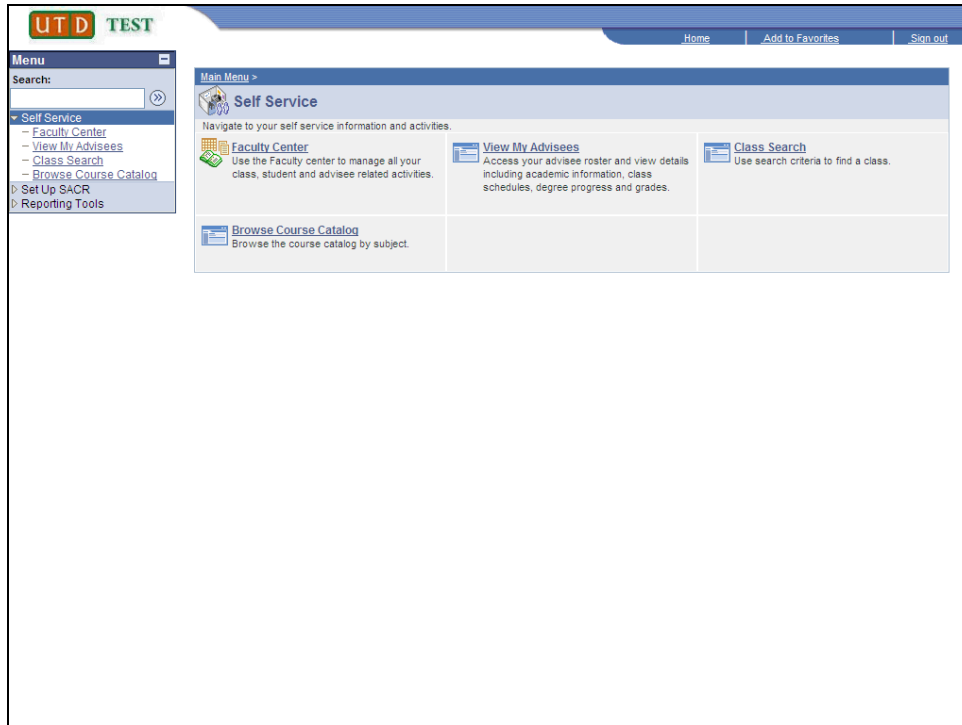 UTD TEST
Home Add to Favorites Sign out
Menu
Search:
Self Service
Faculty Center
View My Advisees
Class Search
Browse Course Catalog
Set Up SACR
Reporting Tools
Main Menu >
Self Service
Navigate to your self service information and activities.
Faculty Center
Use the Faculty center to manage all your
class, student and advisee related activities.
View My Advisees
Access your advisee roster and view details
including academic information, class
schedules, degree progress and grades.
Class Search
Use search criteria to find a class.
Browse Course Catalog
Browse the course catalog by subject.